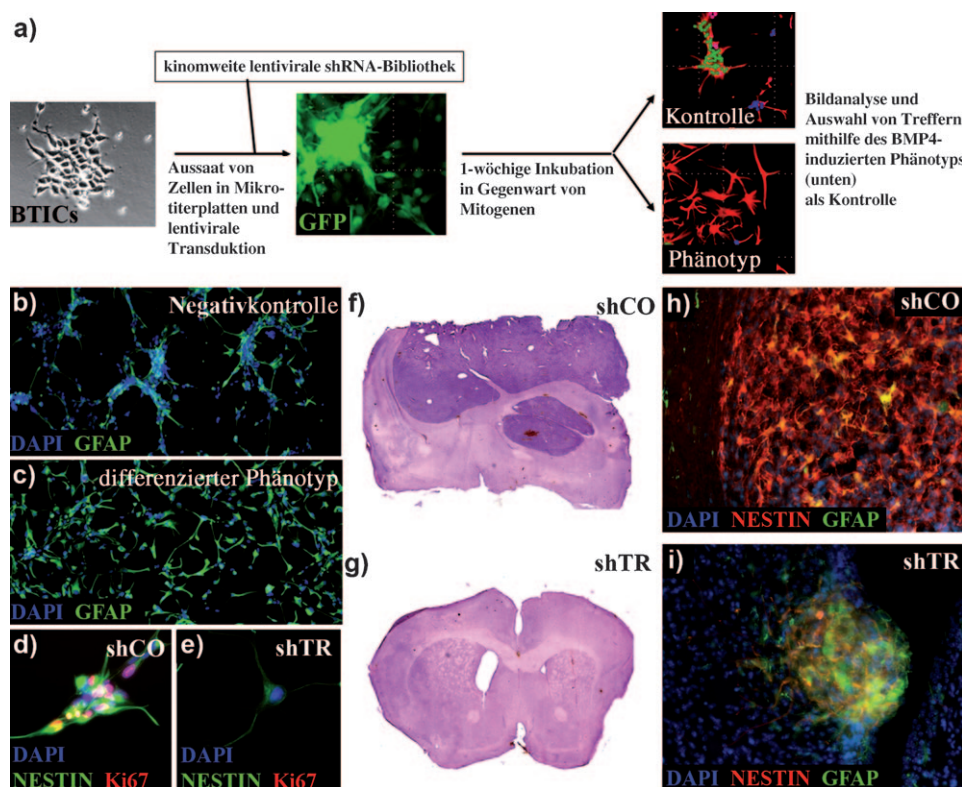 a)
kinomweite lentivirale shRNA-Bibliothek
BTICs
Aussaat von
Zellen in Mikro-
titerplatten und
lentivirale
Transduktion
GFP
1-wöchige Inkubation
in Gegenwart von
Mitogenen
Kontrolle
Phänotyp
Bildanalyse und
Auswahl von Treffern
mithilfe des BMP4-
induzierten Phänotyps
(unten)
als Kontrolle
b)
Negativkontrolle
DAPI GFAP
c)
differenzierter Phänotyp
DAPI GFAP
d)
shCO
DAPI
NESTIN Ki67
e)
shTR
DAPI
NESTIN Ki67
f)
shCO
g)
shTR
h)
shCO
DAPI NESTIN GFAP
i)
shTR
DAPI NESTIN GFAP